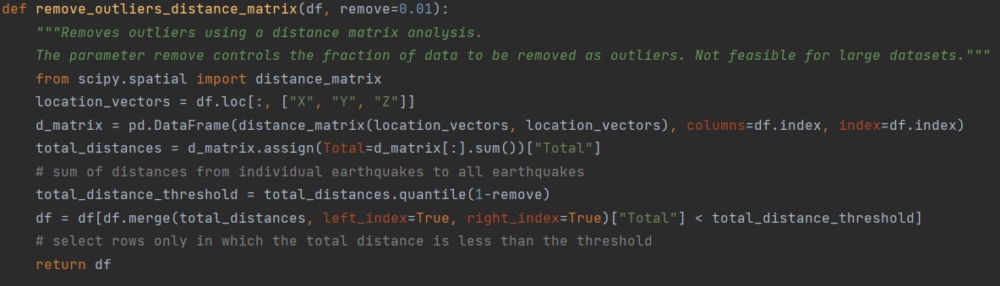 def remove_outliers_distance_matrix(df, remove=0.01):
    """Removes outliers using a distance matrix analysis.
    The parameter remove controls the fraction of data to be removed as outliers. Not feasible for large datasets."""
    from scipy.spatial import distance_matrix
    location_vectors = df.loc[:, ["X", "Y", "Z"]]
    d_matrix = pd.DataFrame(distance_matrix(location_vectors, location_vectors), columns=df.index, index=df.index)
    total_distances = d_matrix.assign(Total=d_matrix[:].sum())["Total"]
    # sum of distances from individual earthquakes to all earthquakes
    total_distance_threshold = total_distances.quantile(1-remove)
    df = df[df.merge(total_distances, left_index=True, right_index=True)["Total"] < total_distance_threshold]
    # select rows only in which the total distance is less than the threshold
    return df